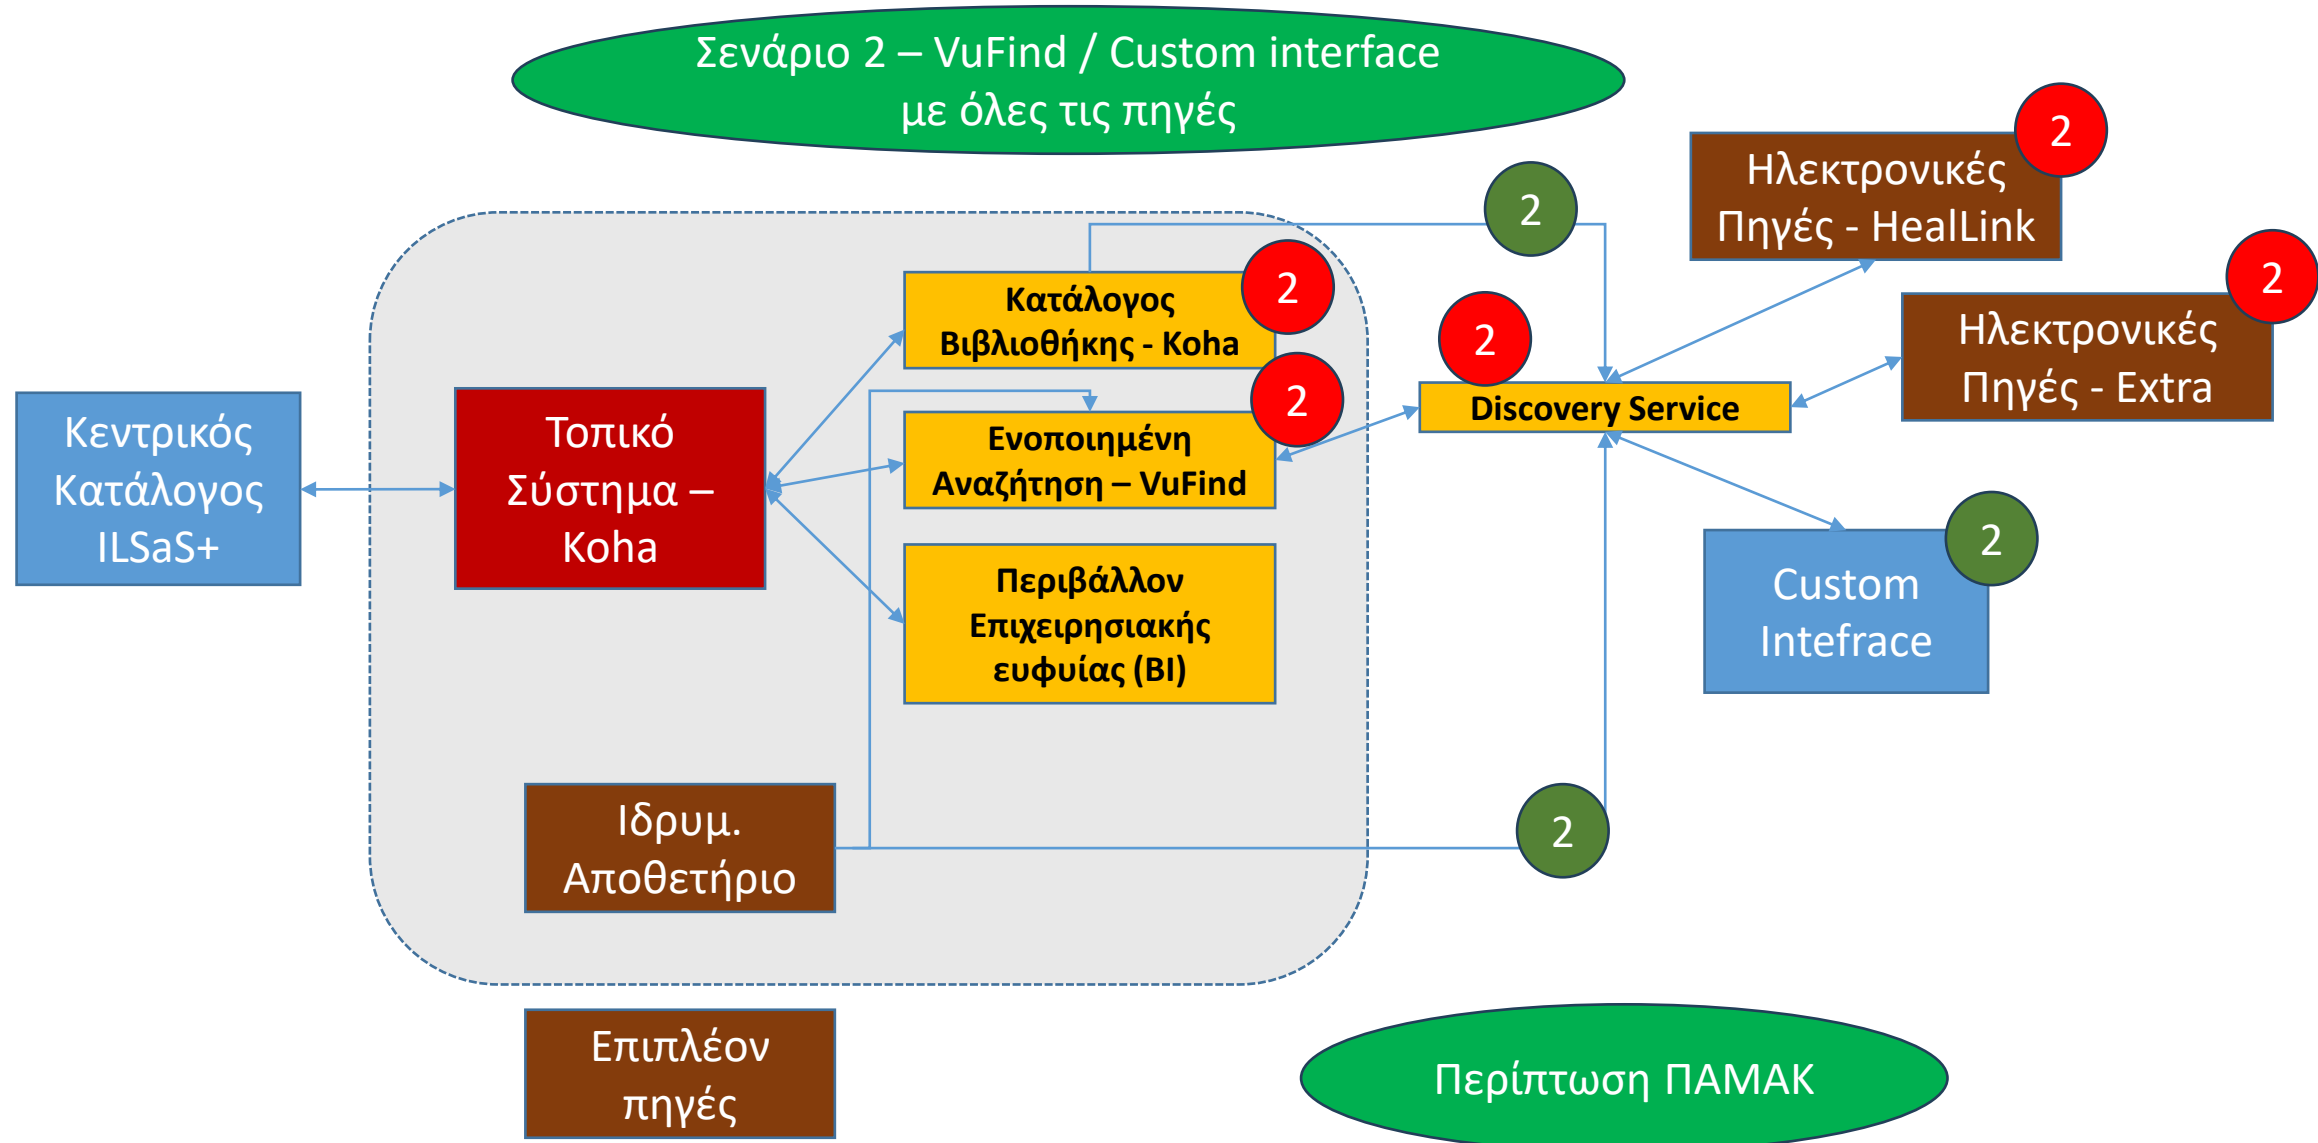 Σενάριο 2 – VuFind / Custom interface
με όλες τις πηγές
2
Ηλεκτρονικές
Πηγές - HealLink
2
2
Ηλεκτρονικές
Πηγές - Extra
2
Κατάλογος
Βιβλιοθήκης - Koha
2
Discovery Service
2
Ενοποιημένη
Αναζήτηση – VuFind
Κεντρικός
Κατάλογος
ILSaS+
Τοπικό
Σύστημα –
Koha
Περιβάλλον
Επιχειρησιακής
ευφυίας (BI)
2
Custom
Intefrace
Ιδρυμ.
Αποθετήριο
2
Επιπλέον
πηγές
Περίπτωση ΠΑΜΑΚ